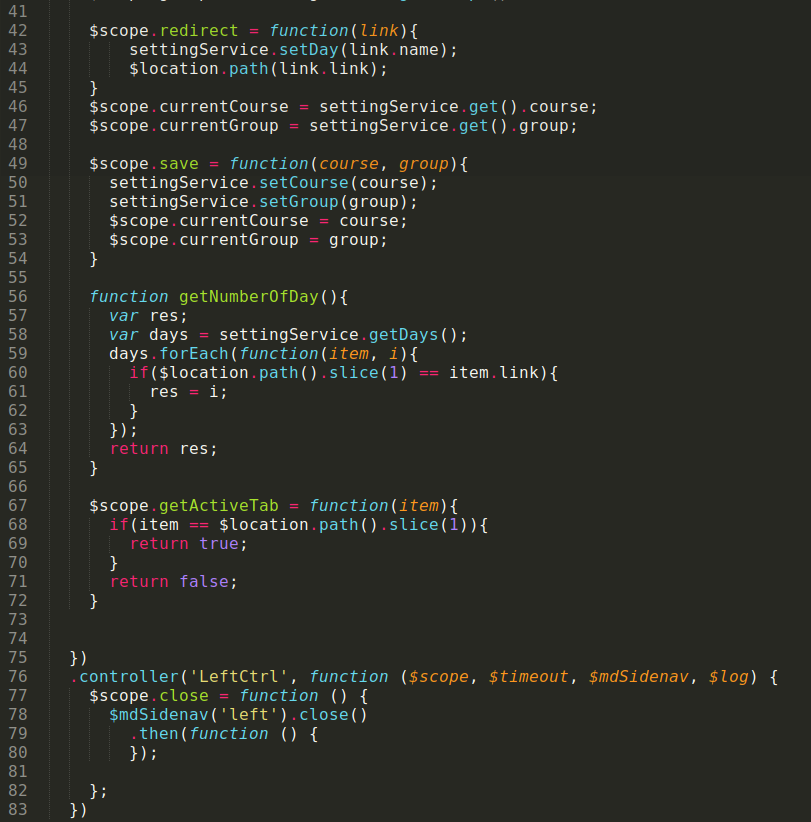 41
42 $scope.redirect = function(link){
43 settingService.setDay(link.name);
44 $location.path(link.link);
45 }
46 $scope.currentCourse = settingService.get().course;
47 $scope.currentGroup = settingService.get().group;
48
49 $scope.save = function(course, group){
50 settingService.setCourse(course);
51 settingService.setGroup(group);
52 $scope.currentCourse = course;
53 $scope.currentGroup = group;
54 }
55
56 function getNumberOfDay(){
57 var res;
58 var days = settingService.getDays();
59 days.forEach(function(item, i){
60 if($location.path().slice(1) == item.link){
61 res = i;
62 }
63 });
64 return res;
65 }
66
67 $scope.getActiveTab = function(item){
68 if(item == $location.path().slice(1)){
69 return true;
70 }
71 return false;
72 }
73
74
75 })
76 .controller('LeftCtrl', function ($scope, $timeout, $mdSidenav, $log) {
77 $scope.close = function () {
78 $mdSidenav('left').close()
79 .then(function () {
80 });
81
82 };
83 })